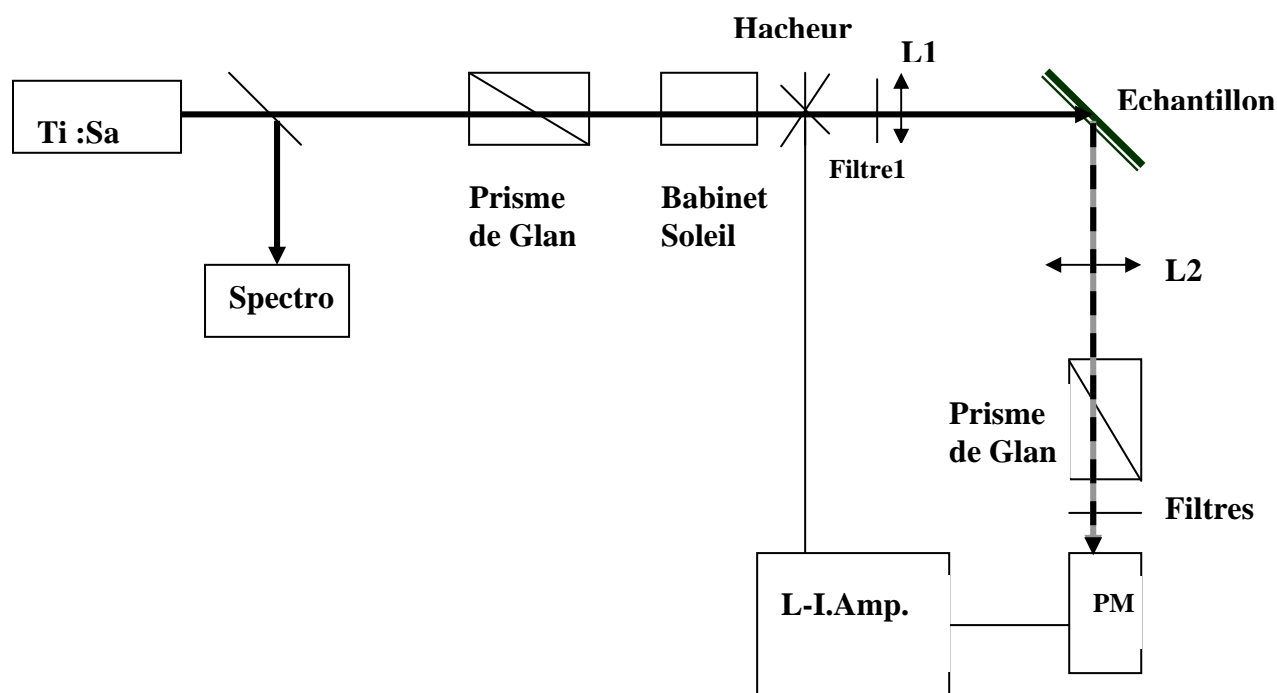 Hacheur
L1
Ti :Sa
Echantillon
Filtre1
Prisme
de Glan
Babinet
Soleil
L2
Spectro
Prisme
de Glan
Filtres
L-I.Amp.
PM